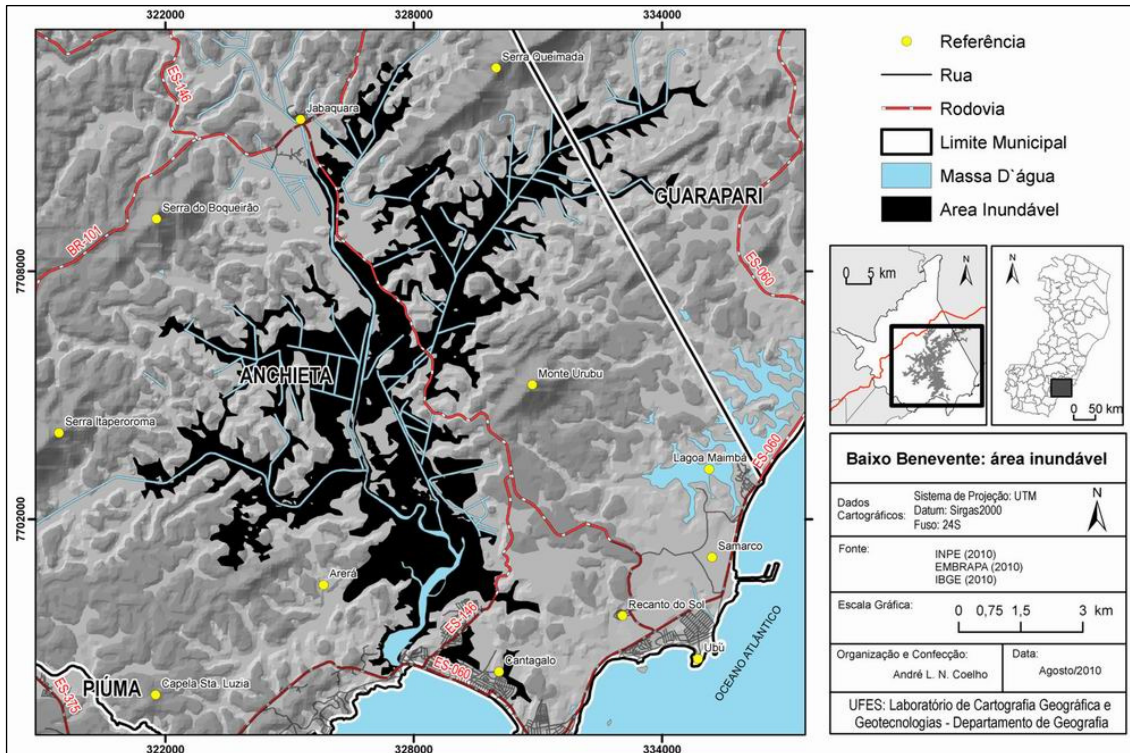 322000
328000
334000
Serra Queimada
ES-146
Jabaquara
Serra do Boqueirão
BR-101
GUARAPARI
ES-060
7708000
7708000
ANCHIETA
Monte Urubu
Serra Itaperoroma
Lagoa Maimbá
ES-060
7702000
7702000
Samarco
Arerá
Recanto do Sol
ES-146
Ubú
OCEANO ATLÂNTICO
Cantagalo
ES-060
PIÚMA
Capela Sta. Luzia
ES-375
322000
328000
334000
Referência
Rua
Rodovia
Limite Municipal
Massa D`água
Area Inundável
0 5 km
N
N
0 50 km
Baixo Benevente: área inundável
Dados Cartográficos:
Sistema de Projeção: UTM
Datum: Sirgas2000
Fuso: 24S
N
Fonte:
INPE (2010)
EMBRAPA (2010)
IBGE (2010)
Escala Gráfica:
0 0,75 1,5 3 km
Organização e Confecção:
André L. N. Coelho
Data:
Agosto/2010
UFES: Laboratório de Cartografia Geográfica e
Geotecnologias - Departamento de Geografia